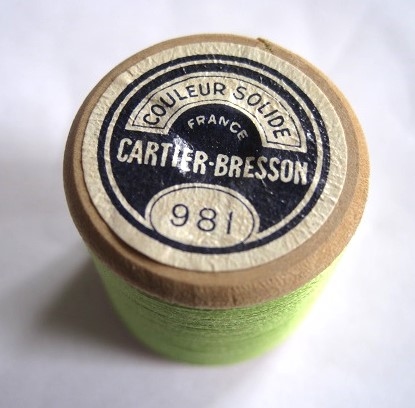 COULEUR SOLIDE
FRANCE
CARTIER-BRESSON
981